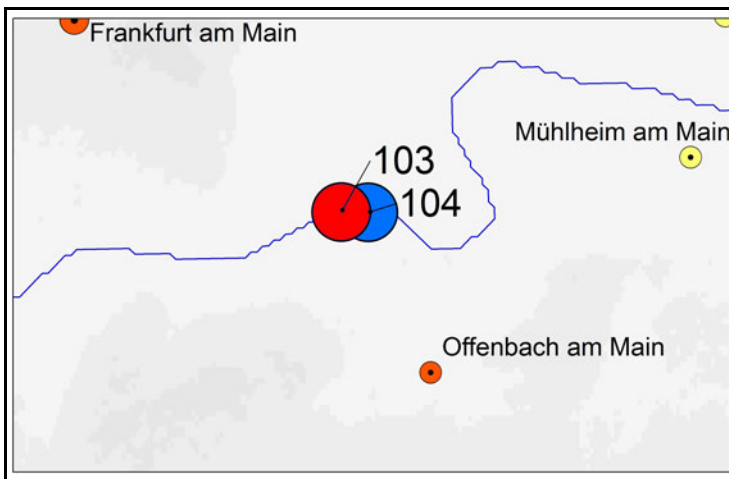 Frankfurt am Main
Mühlheim am Main
103
104
Offenbach am Main